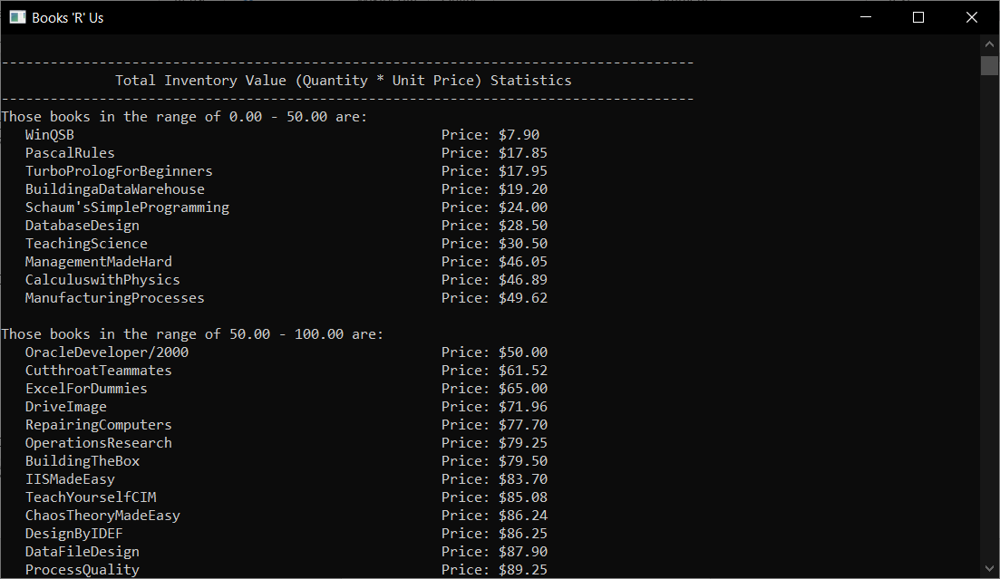 Books 'R' Us
-------------------------------------------------------------------------------------
Total Inventory Value (Quantity * Unit Price) Statistics
-------------------------------------------------------------------------------------
Those books in the range of 0.00 - 50.00 are:
WinQSB Price: $7.90
PascalRules Price: $17.85
TurboPrologForBeginners Price: $17.95
BuildingaDataWarehouse Price: $19.20
Schaum'sSimpleProgramming Price: $24.00
DatabaseDesign Price: $28.50
TeachingScience Price: $30.50
ManagementMadeHard Price: $46.05
CalculuswithPhysics Price: $46.89
ManufacturingProcesses Price: $49.62
Those books in the range of 50.00 - 100.00 are:
OracleDeveloper/2000 Price: $50.00
CutthroatTeammates Price: $61.52
ExcelForDummies Price: $65.00
DriveImage Price: $71.96
RepairingComputers Price: $77.70
OperationsResearch Price: $79.25
BuildingTheBox Price: $79.50
IISMadeEasy Price: $83.70
TeachYourselfCIM Price: $85.08
ChaosTheoryMadeEasy Price: $86.24
DesignByIDEF Price: $86.25
DataFileDesign Price: $87.90
ProcessQuality Price: $89.25